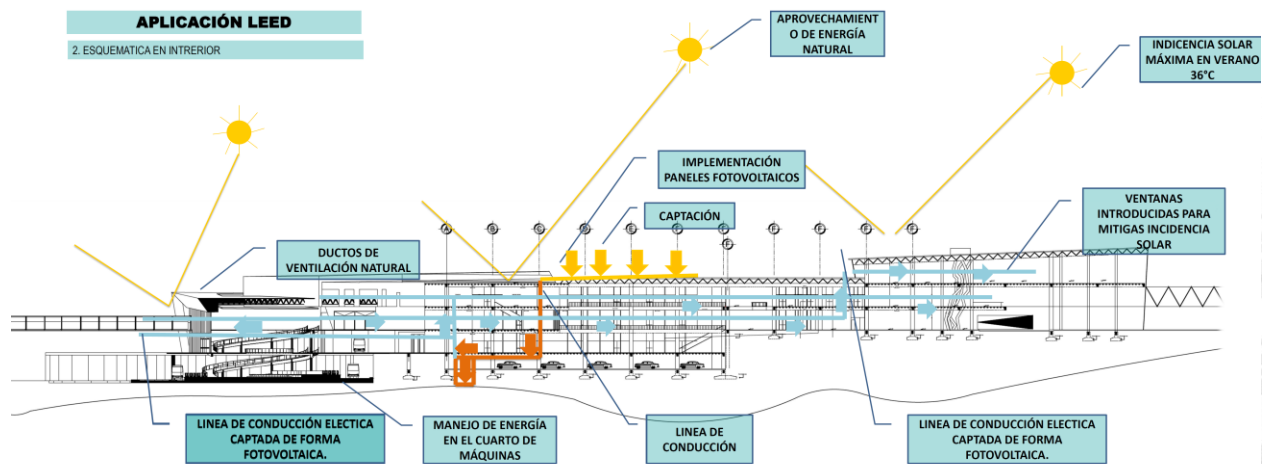 APLICACIÓN LEED
2. ESQUEMATICA EN INTRERIOR
APROVECHAMIENT
O DE ENERGÍA
NATURAL
INDICENCIA SOLAR
MÁXIMA EN VERANO
36°C
IMPLEMENTACIÓN
PANELES FOTOVOLTAICOS
CAPTACIÓN
VENTANAS
INTRODUCIDAS PARA
MITIGAS INCIDENCIA
SOLAR
DUCTOS DE
VENTILACIÓN NATURAL
A
B
C
LINEA DE CONDUCCIÓN ELECTICA
CAPTADA DE FORMA
FOTOVOLTAICA.
MANEJO DE ENERGÍA
EN EL CUARTO DE
MÁQUINAS
LINEA DE
CONDUCCIÓN
LINEA DE CONDUCCIÓN ELECTICA
CAPTADA DE FORMA
FOTOVOLTAICA.